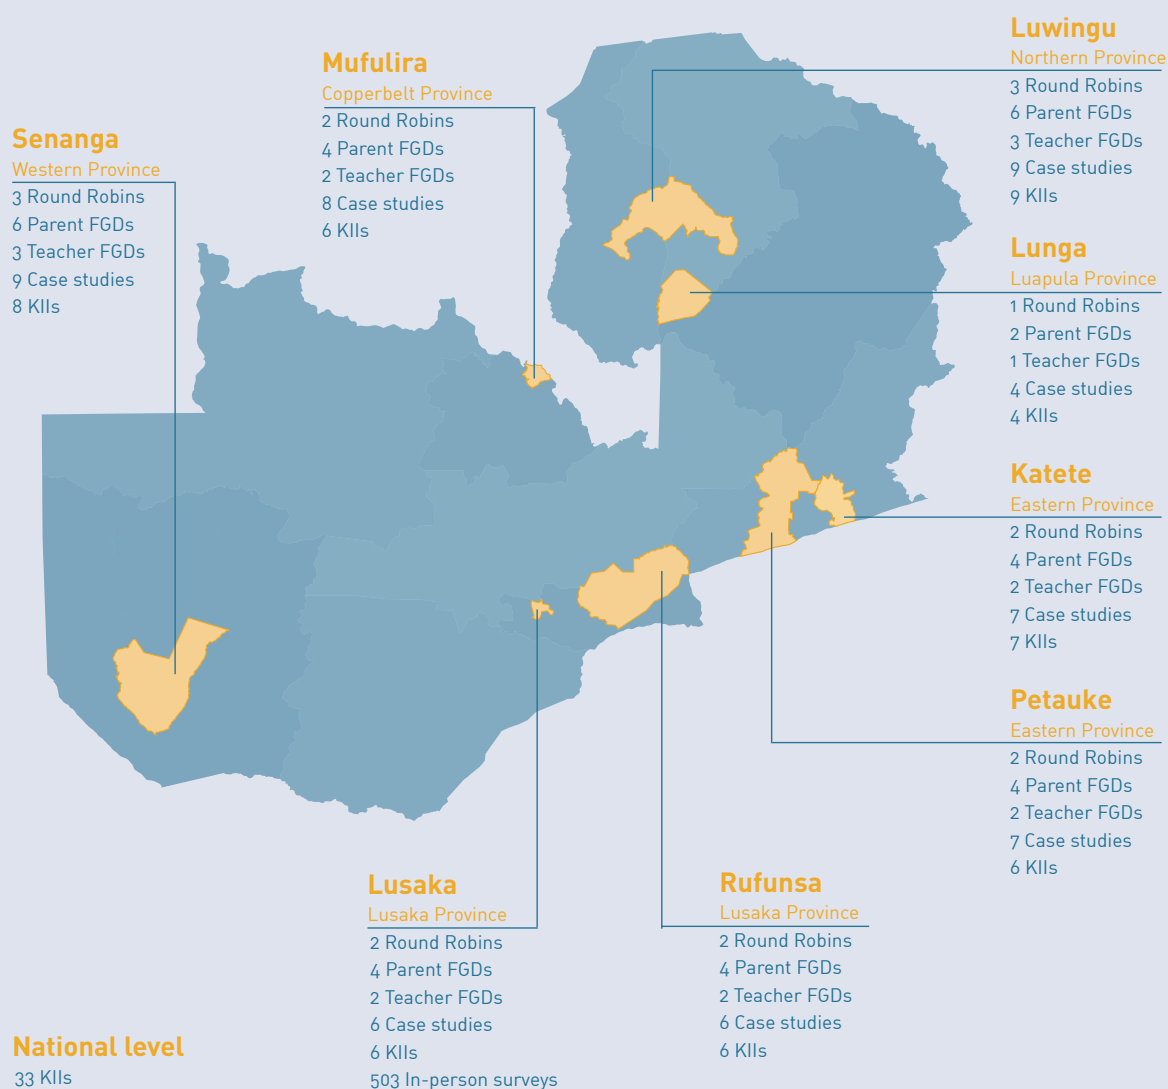 Senanga
Western Province
3 Round Robins
6 Parent FGDs
3 Teacher FGDs
9 Case studies
8 KIIs
Mufulira
Copperbelt Province
2 Round Robins
4 Parent FGDs
2 Teacher FGDs
8 Case studies
6 KIIs
Luwingu
Northern Province
3 Round Robins
6 Parent FGDs
3 Teacher FGDs
9 Case studies
9 KIIs
Lunga
Luapula Province
1 Round Robins
2 Parent FGDs
1 Teacher FGDs
4 Case studies
4 KIIs
Katete
Eastern Province
2 Round Robins
4 Parent FGDs
2 Teacher FGDs
7 Case studies
7 KIIs
Petauke
Eastern Province
2 Round Robins
4 Parent FGDs
2 Teacher FGDs
7 Case studies
6 KIIs
Lusaka
Lusaka Province
2 Round Robins
4 Parent FGDs
2 Teacher FGDs
6 Case studies
6 KIIs
503 In-person surveys
Rufunsa
Lusaka Province
2 Round Robins
4 Parent FGDs
2 Teacher FGDs
6 Case studies
6 KIIs
National level
33 KIIs